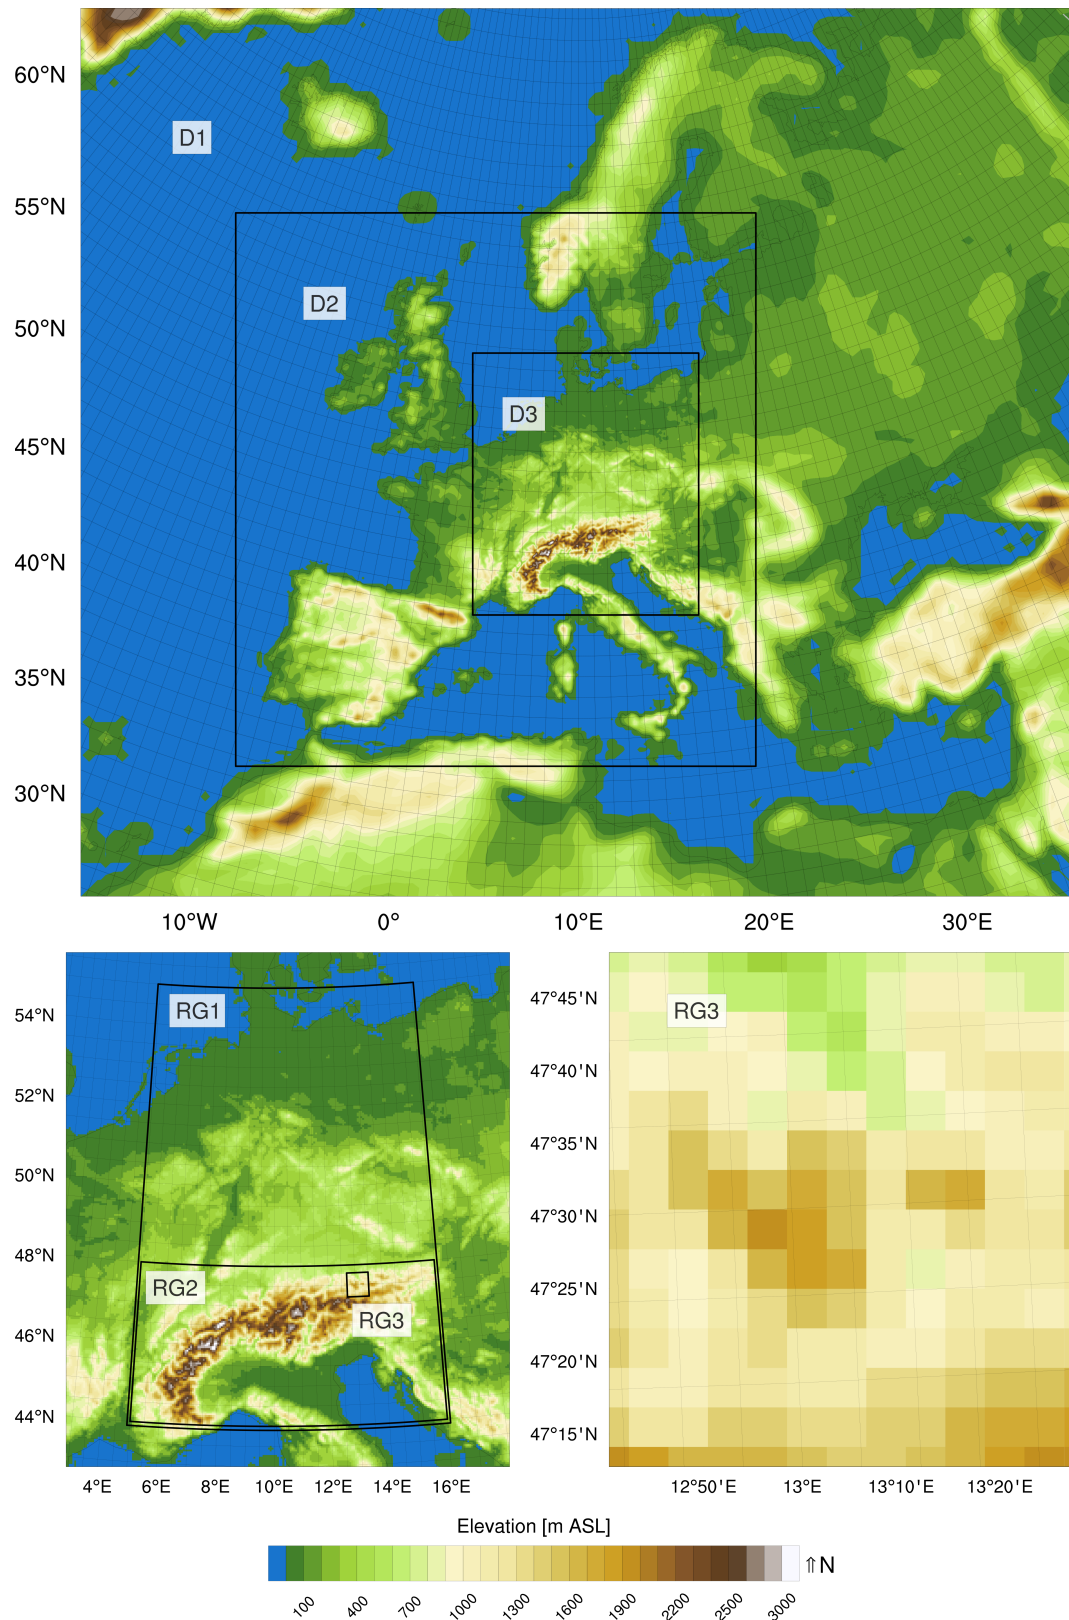 60°N
D1
55°N
D2
50°N
D3
45°N
40°N
35°N
30°N
10°W 0° 10°E 20°E 30°E
RG1
54°N
52°N
50°N
48°N
RG2
RG3
46°N
44°N
4°E 6°E 8°E 10°E 12°E 14°E 16°E
RG3
47°45'N
47°40'N
47°35'N
47°30'N
47°25'N
47°20'N
47°15'N
12°50'E 13°E 13°10'E 13°20'E
Elevation [m ASL]
⇑N
100 400 700 1000 1300 1600 1900 2200 2500 3000